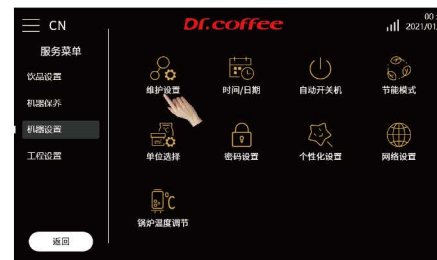 CN
Dr.coffee
00:
2021/01/
服务菜单
饮品设置
机器保养
机器设置
工程设置
返回
维护设置
时间/日期
自动开关机
节能模式
单位选择
密码设置
个性化设置
网络设置
°C
锅炉温度调节